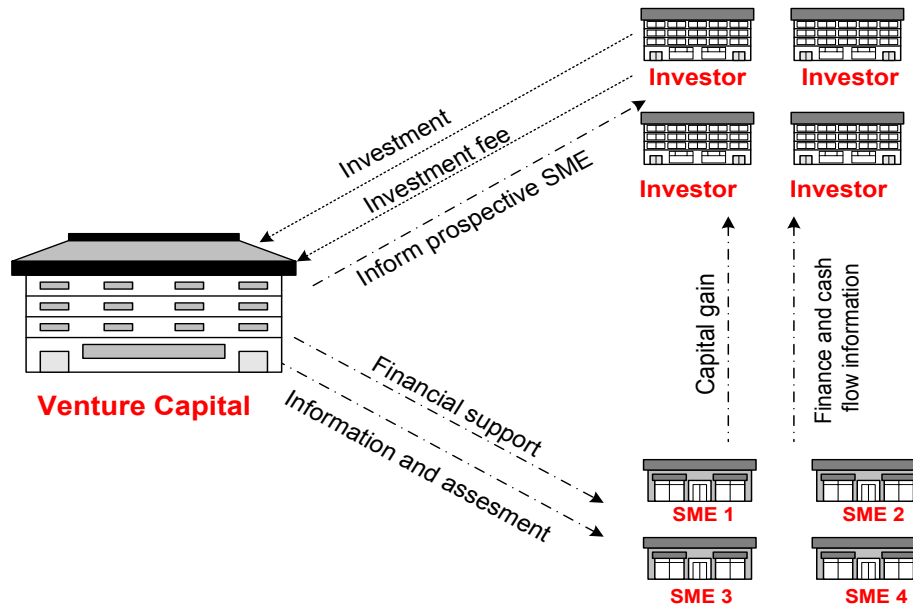 Investor
Investor
Investor
Investor
Investment
Investment fee
Inform prospective SME
Venture Capital
Financial support
Information and assesment
Capital gain
Finance and cash
flow information
SME 1
SME 2
SME 3
SME 4